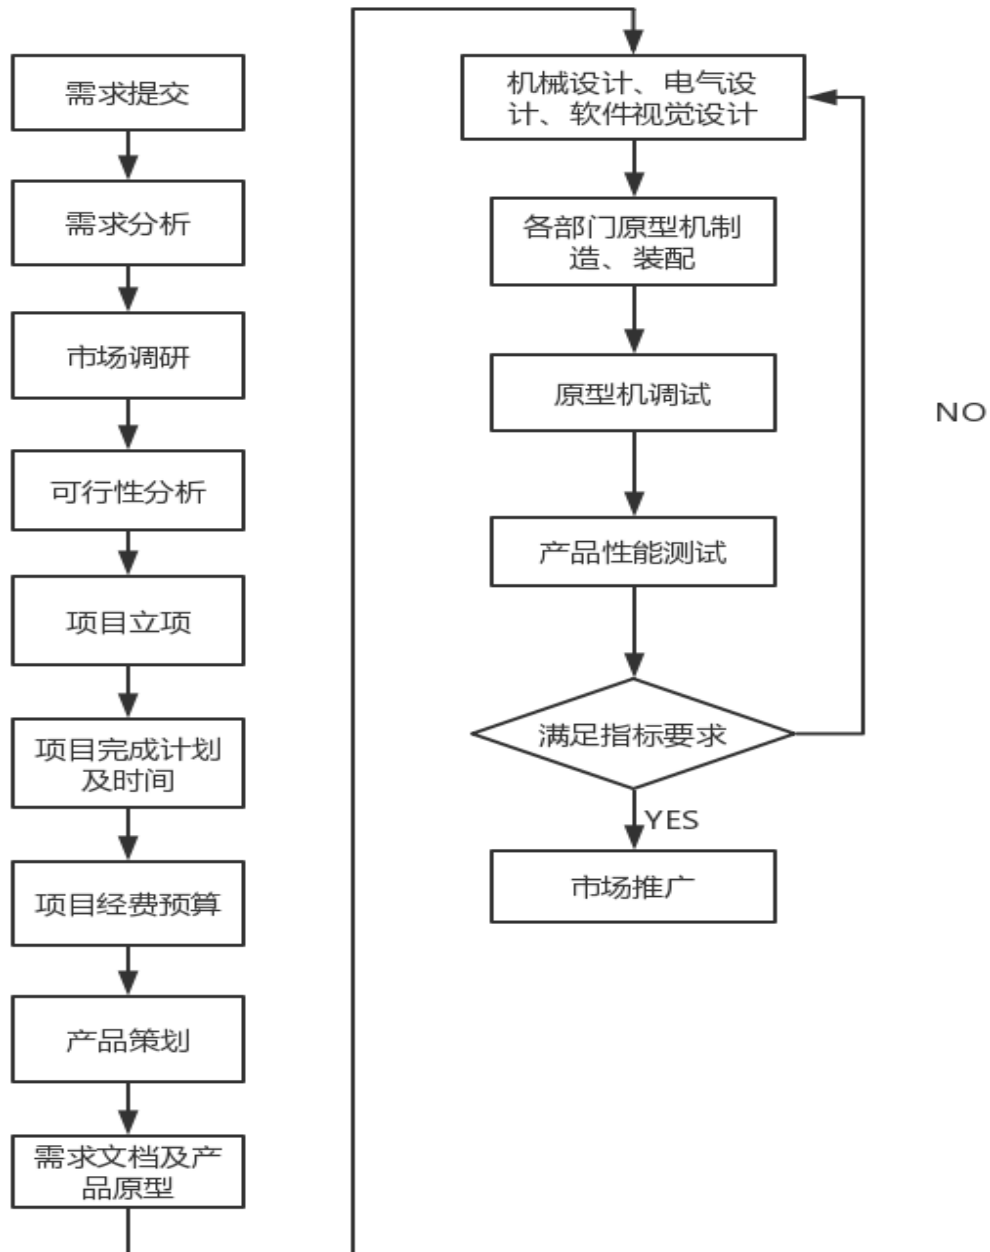 需求提交
需求分析
市场调研
可行性分析
项目立项
项目完成计划
及时间
项目经费预算
产品策划
需求文档及产
品原型
机械设计、电气设
计、软件视觉设计
各部门原型机制
造、装配
原型机调试
产品性能测试
满足指标要求
NO
YES
市场推广